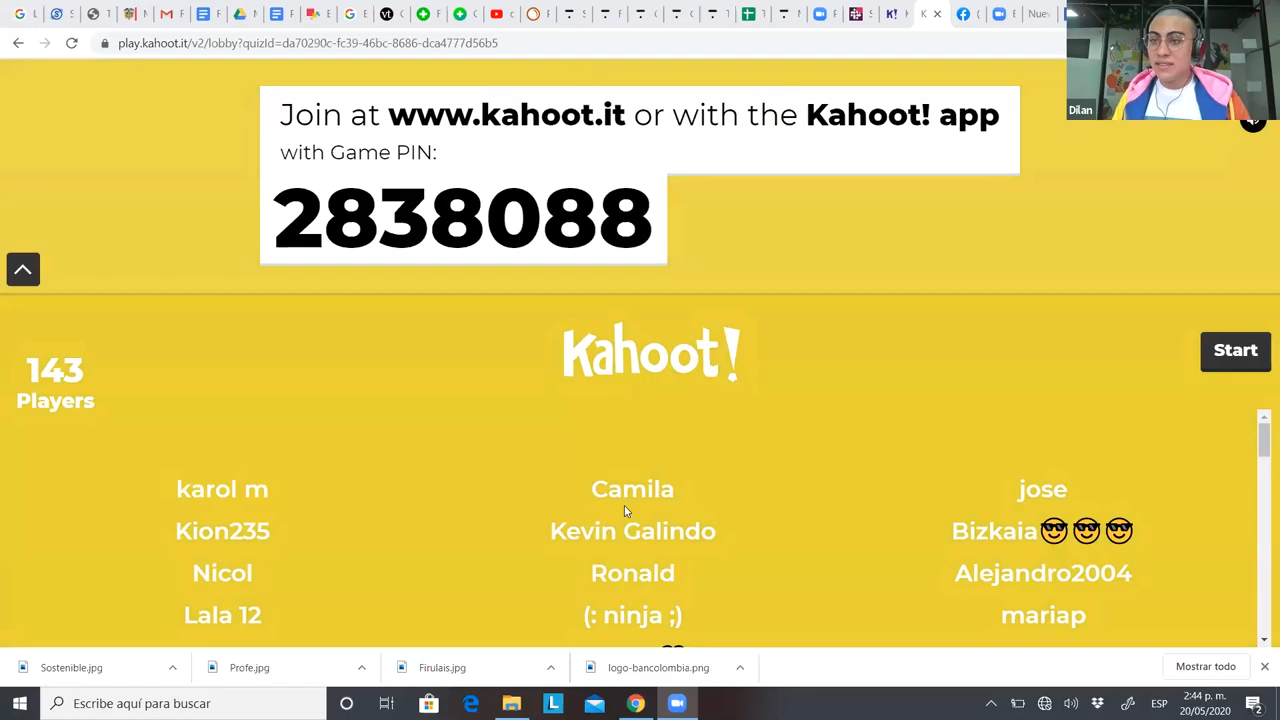 play.kahoot.it/v2/lobby?quizId=da70290c-fc39-46bc-8686-dca4777d56b5
Nuev
Dilan
Join at www.kahoot.it or with the Kahoot! app
with Game PIN:
2838088
Kahoot!
143
Players
Start
karol m
Camila
jose
Kion235
Kevin Galindo
Bizkaia😎😎😎
Nicol
Ronald
Alejandro2004
Lala 12
(: ninja ;)
mariap
Sostenible.jpg
Profe.jpg
Firulais.jpg
logo-bancolombia.png
Mostrar todo
Escribe aquí para buscar
ESP
2:44 p. m.
20/05/2020
2